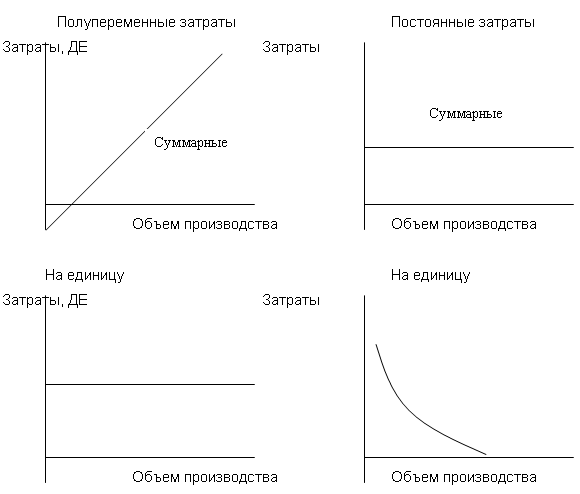 Полупеременные затраты
Постоянные затраты
Затраты, ДЕ
Затраты
Суммарные
Суммарные
Объем производства
Объем производства
На единицу
На единицу
Затраты, ДЕ
Затраты
Объем производства
Объем производства